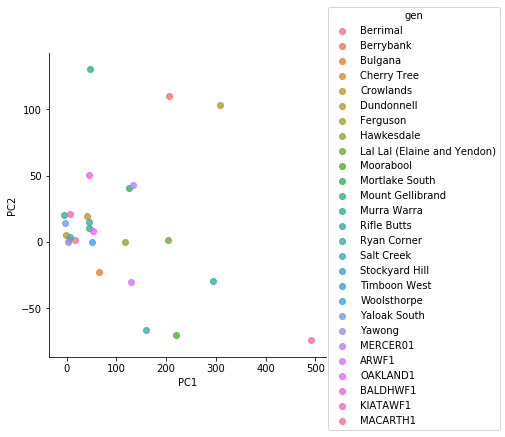 gen
Berrimal
Berrybank
Bulgana
Cherry Tree
Crowlands
Dundonnell
Ferguson
Hawkesdale
Lal Lal (Elaine and Yendon)
Moorabool
Mortlake South
Mount Gellibrand
Murra Warra
Rifle Butts
Ryan Corner
Salt Creek
Stockyard Hill
Timboon West
Woolsthorpe
Yaloak South
Yawong
MERCER01
ARWF1
OAKLAND1
BALDHWF1
KIATAWF1
MACARTH1
100
50
0
−50
PC2
0 100 200 300 400 500
PC1